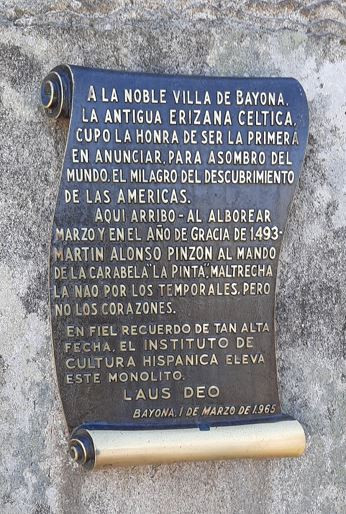 A LA NOBLE VILLA DE BAYONA.
LA ANTIGUA ERIZANA CELTICA.
CUPO LA HONRA DE SER LA PRIMERA
EN ANUNCIAR, PARA ASOMBRO DEL
MUNDO. EL MILAGRO DEL DESCUBRIMIENTO
DE LAS AMERICAS.
AQUI ARRIBO-AL ALBOREAR
MARZO Y EN EL AÑO DE GRACIA DE 1.493-
MARTIN ALONSO PINZON AL MANDO
DE LA CARABELA "LA PINTA", MALTRECHA
LA NAO POR LOS TEMPORALES. PERO
NO LOS CORAZONES.
EN FIEL RECUERDO DE TAN ALTA
FECHA. EL INSTITUTO DE
CULTURA HISPANICA ELEVA
ESTE MONOLITO.
LAUS DEO
BAYONA, 1 DE MARZO DE 1.965